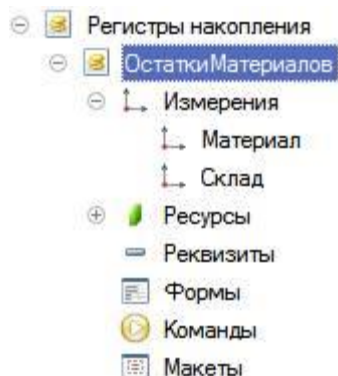 Регистры накопления
ОстаткиМатериалов
Измерения
Материал
Склад
Ресурсы
Реквизиты
Формы
Команды
Макеты